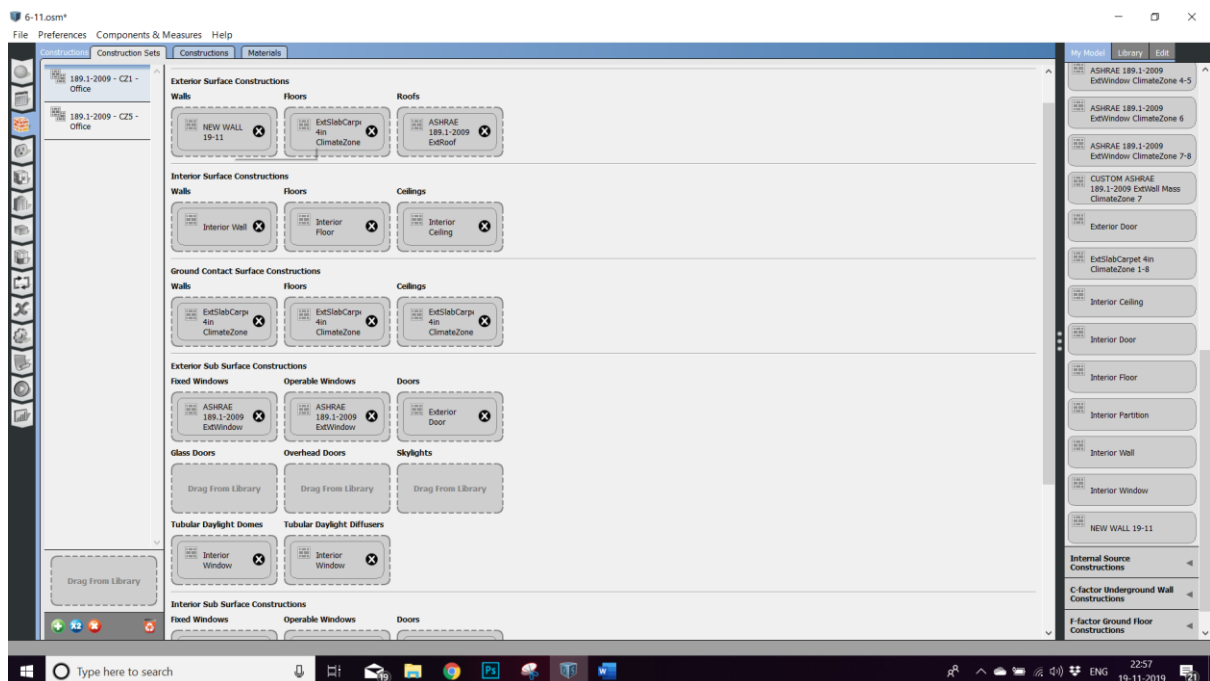 6-11.osm*
File Preferences Components & Measures Help
Constructions Construction Sets Constructions Materials
My Model Library Edit
189.1-2009 - CZ1 -
Office
189.1-2009 - CZ5 -
Office
Drag From Library
Exterior Surface Constructions
Walls Floors Roofs
NEW WALL
19-11
ExtSlabCarp
4in
ClimateZone
ASHRAE
189.1-2009
ExtRoof
Interior Surface Constructions
Walls Floors Ceilings
Interior Wall
Interior
Floor
Interior
Ceiling
Ground Contact Surface Constructions
Walls Floors Ceilings
ExtSlabCarp
4in
ClimateZone
ExtSlabCarp
4in
ClimateZone
ExtSlabCarp
4in
ClimateZone
Exterior Sub Surface Constructions
Fixed Windows Operable Windows Doors
ASHRAE
189.1-2009
ExtWindow
ASHRAE
189.1-2009
ExtWindow
Exterior
Door
Glass Doors Overhead Doors Skylights
Drag From Library Drag From Library Drag From Library
Tubular Daylight Domes Tubular Daylight Diffusers
Interior
Window
Interior
Window
Interior Sub Surface Constructions
Fixed Windows Operable Windows Doors
ASHRAE 189.1-2009
ExtWindow ClimateZone 4-5
ASHRAE 189.1-2009
ExtWindow ClimateZone 6
ASHRAE 189.1-2009
ExtWindow ClimateZone 7-8
CUSTOM ASHRAE
189.1-2009 ExtWall Mass
ClimateZone 7
Exterior Door
ExtSlabCarpet 4in
ClimateZone 1-8
Interior Ceiling
Interior Door
Interior Floor
Interior Partition
Interior Wall
Interior Window
NEW WALL 19-11
Internal Source
Constructions
C-factor Underground Wall
Constructions
F-factor Ground Floor
Constructions
x2
Type here to search
19
Ps
W
ENG
22:57
19-11-2019
21